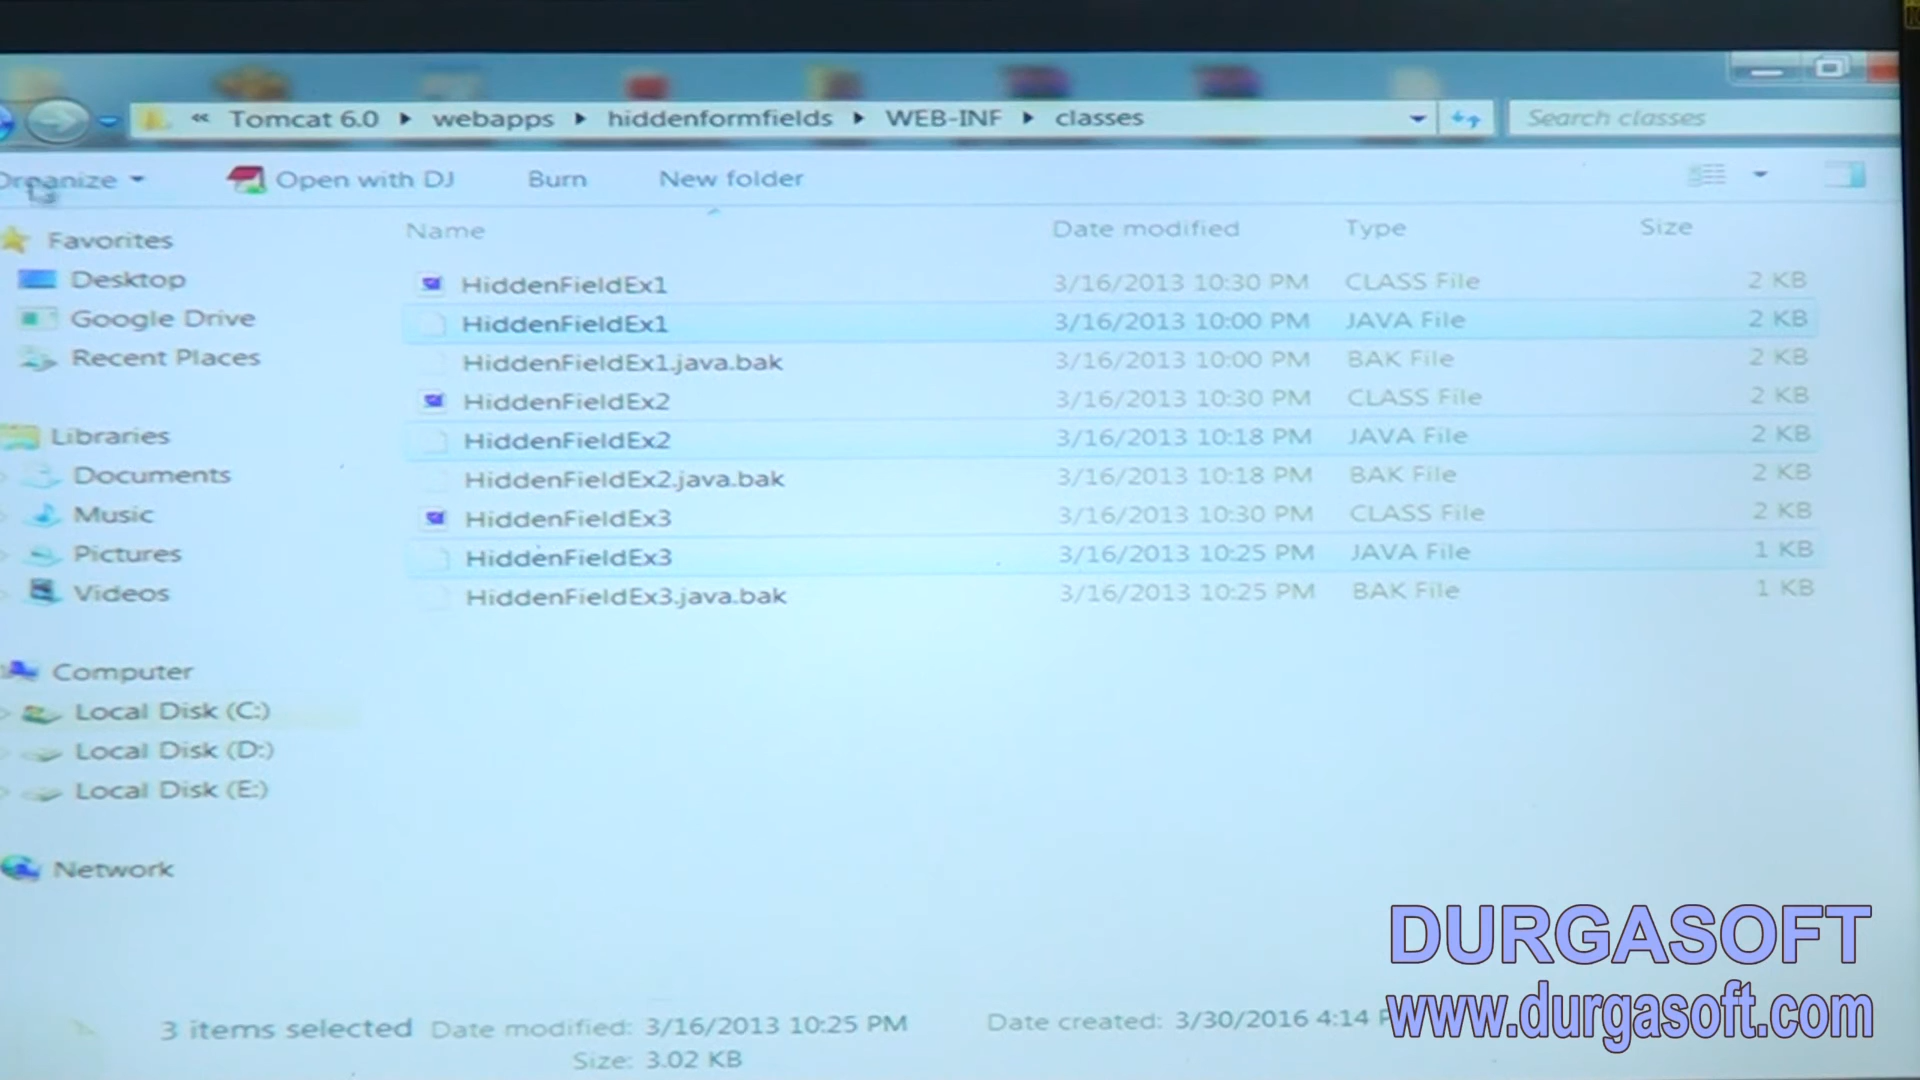 « Tomcat 6.0 ▸ webapps ▸ hiddenformfields ▸ WEB-INF ▸ classes
Search classes
Organize
Open with DJ
Burn
New folder
Name Date modified Type Size
HiddenFieldEx1 3/16/2013 10:30 PM CLASS File 2 KB
HiddenFieldEx1 3/16/2013 10:00 PM JAVA File 2 KB
HiddenFieldEx1.java.bak 3/16/2013 10:00 PM BAK File 2 KB
HiddenFieldEx2 3/16/2013 10:30 PM CLASS File 2 KB
HiddenFieldEx2 3/16/2013 10:18 PM JAVA File 2 KB
HiddenFieldEx2.java.bak 3/16/2013 10:18 PM BAK File 2 KB
HiddenFieldEx3 3/16/2013 10:30 PM CLASS File 2 KB
HiddenFieldEx3 3/16/2013 10:25 PM JAVA File 1 KB
HiddenFieldEx3.java.bak 3/16/2013 10:25 PM BAK File 1 KB
Favorites
Desktop
Google Drive
Recent Places
Libraries
Documents
Music
Pictures
Videos
Computer
Local Disk (C:)
Local Disk (D:)
Local Disk (E:)
Network
3 items selected Date modified: 3/16/2013 10:25 PM Date created: 3/30/2016 4:14 P
Size: 3.02 KB
DURGASOFT
www.durgasoft.com